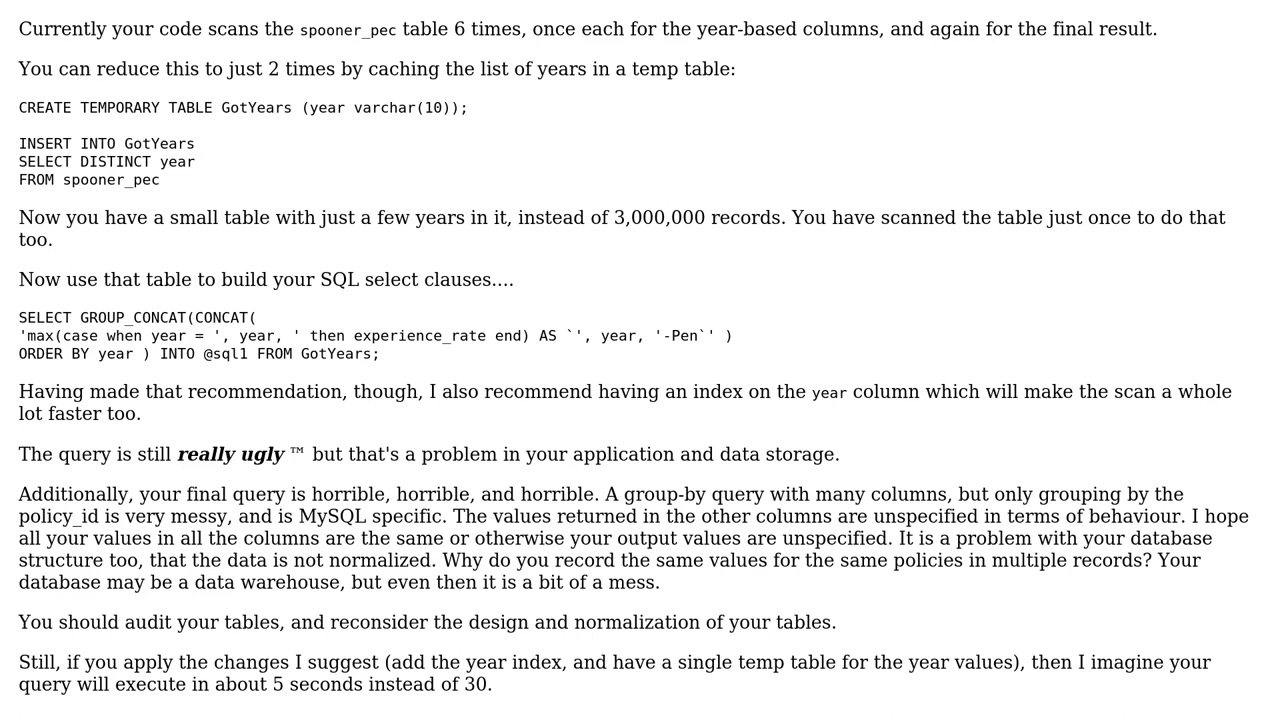 Currently your code scans the spooner_pec table 6 times, once each for the year-based columns, and again for the final result.
You can reduce this to just 2 times by caching the list of years in a temp table:
CREATE TEMPORARY TABLE GotYears (year varchar(10));
INSERT INTO GotYears
SELECT DISTINCT year
FROM spooner_pec
Now you have a small table with just a few years in it, instead of 3,000,000 records. You have scanned the table just once to do that
too.
Now use that table to build your SQL select clauses....
SELECT GROUP_CONCAT(CONCAT(
'max(case when year = ', year, ' then experience_rate end) AS `', year, '-Pen`' )
ORDER BY year ) INTO @sql1 FROM GotYears;
Having made that recommendation, though, I also recommend having an index on the year column which will make the scan a whole
lot faster too.
The query is still really ugly ™ but that's a problem in your application and data storage.
Additionally, your final query is horrible, horrible, and horrible. A group-by query with many columns, but only grouping by the
policy_id is very messy, and is MySQL specific. The values returned in the other columns are unspecified in terms of behaviour. I hope
all your values in all the columns are the same or otherwise your output values are unspecified. It is a problem with your database
structure too, that the data is not normalized. Why do you record the same values for the same policies in multiple records? Your
database may be a data warehouse, but even then it is a bit of a mess.
You should audit your tables, and reconsider the design and normalization of your tables.
Still, if you apply the changes I suggest (add the year index, and have a single temp table for the year values), then I imagine your
query will execute in about 5 seconds instead of 30.